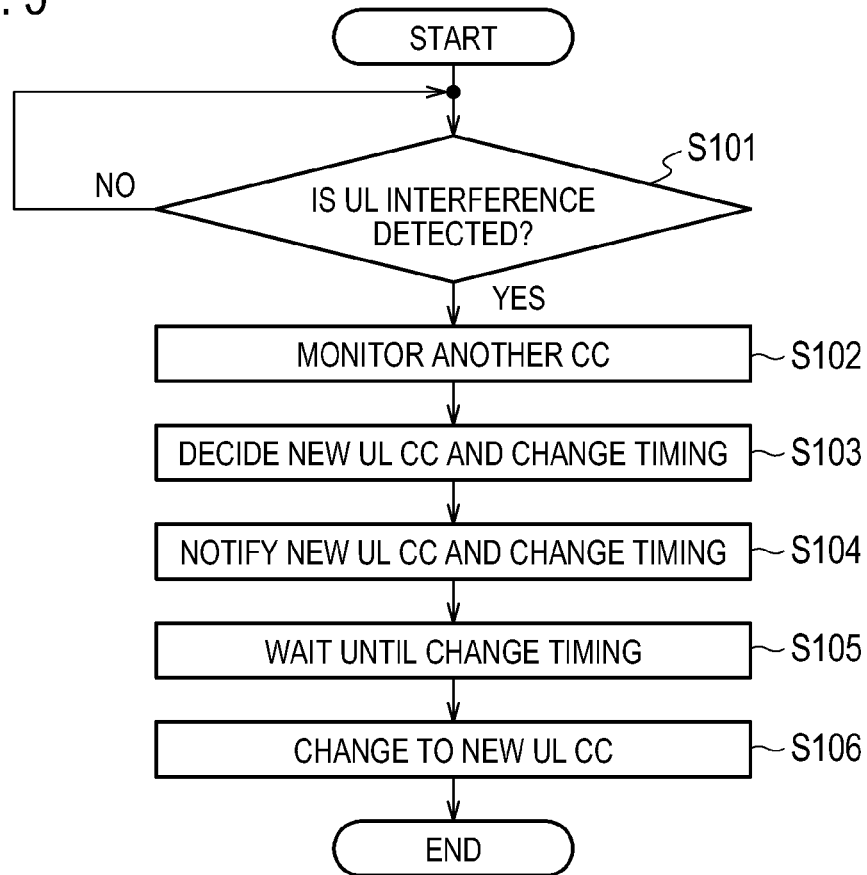 . 5
START
S101
NO
IS UL INTERFERENCE
DETECTED?
YES
MONITOR ANOTHER CC
S102
DECIDE NEW UL CC AND CHANGE TIMING
S103
NOTIFY NEW UL CC AND CHANGE TIMING
S104
WAIT UNTIL CHANGE TIMING
S105
CHANGE TO NEW UL CC
S106
END